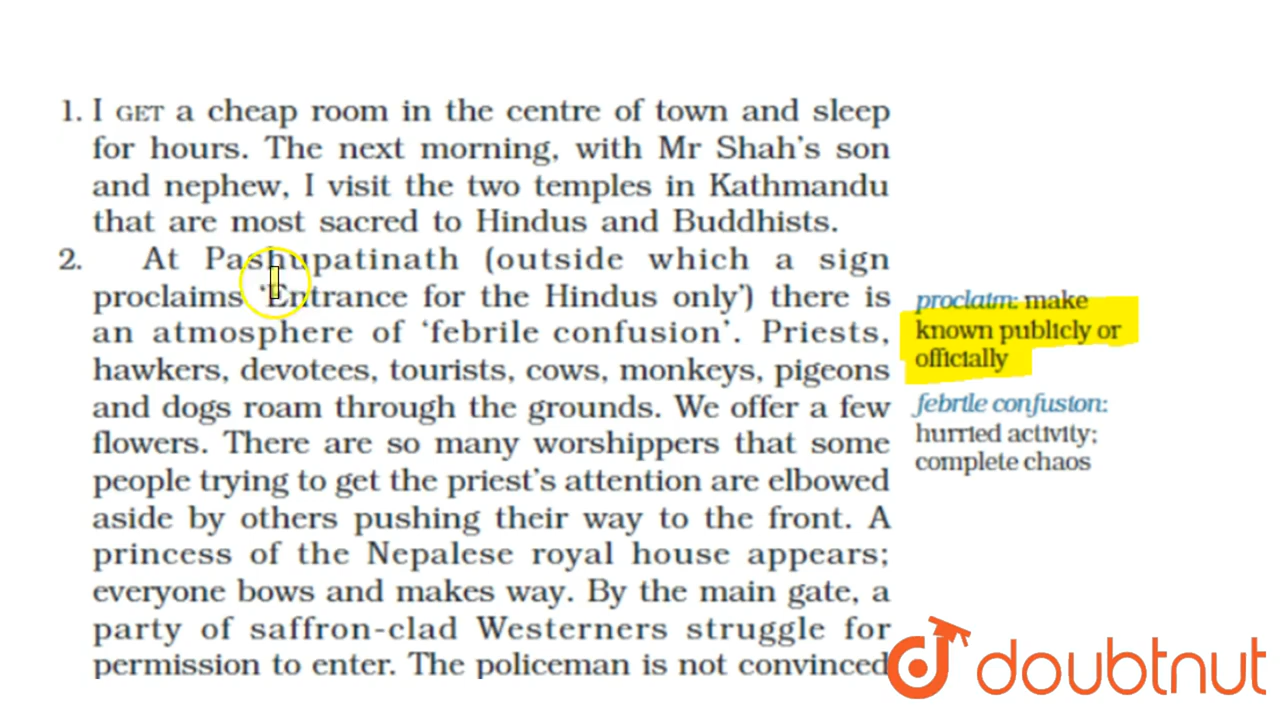 1. I GET a cheap room in the centre of town and sleep
for hours. The next morning, with Mr Shah's son
and nephew, I visit the two temples in Kathmandu
that are most sacred to Hindus and Buddhists.
2. At Pashupatinath (outside which a sign
proclaims 'Entrance for the Hindus only') there is
an atmosphere of 'febrile confusion'. Priests,
hawkers, devotees, tourists, cows, monkeys, pigeons
and dogs roam through the grounds. We offer a few
flowers. There are so many worshippers that some
people trying to get the priest's attention are elbowed
aside by others pushing their way to the front. A
princess of the Nepalese royal house appears;
everyone bows and makes way. By the main gate, a
party of saffron-clad Westerners struggle for
permission to enter. The policeman is not convinced
proclaim: make
known publicly or
officially
febrile confusion:
hurried activity;
complete chaos
doubtnut